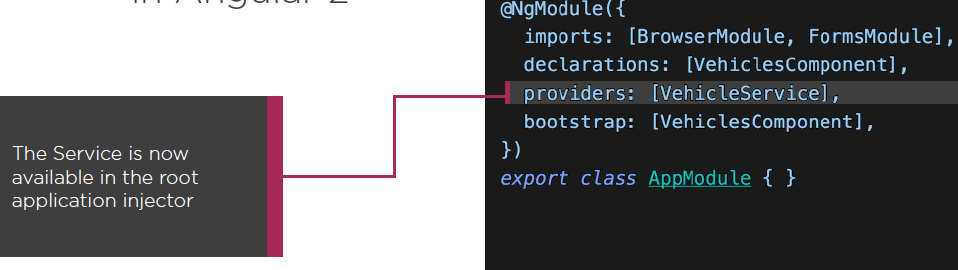 in Angular 2
@NgModule({
imports: [BrowserModule, FormsModule],
declarations: [VehiclesComponent],
providers: [VehicleService],
bootstrap: [VehiclesComponent],
})
export class AppModule { }
The Service is now
available in the root
application injector